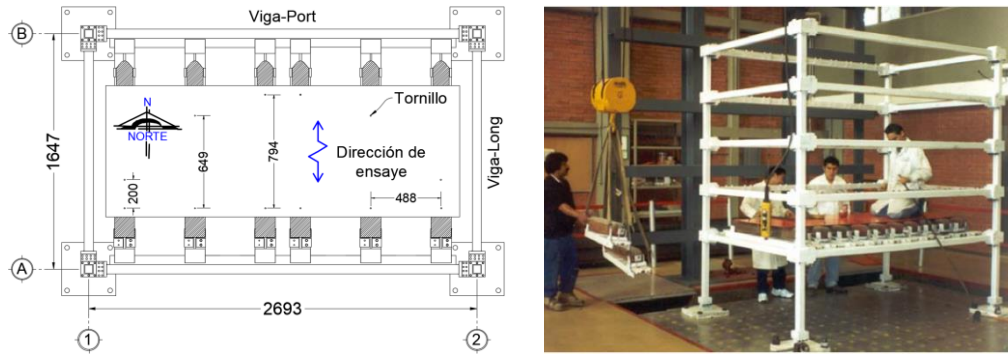 Viga-Port
B
N
NORTE
Tornillo
1647
649
794
Dirección de
ensaye
Viga-Long
200
488
A
2693
1
2